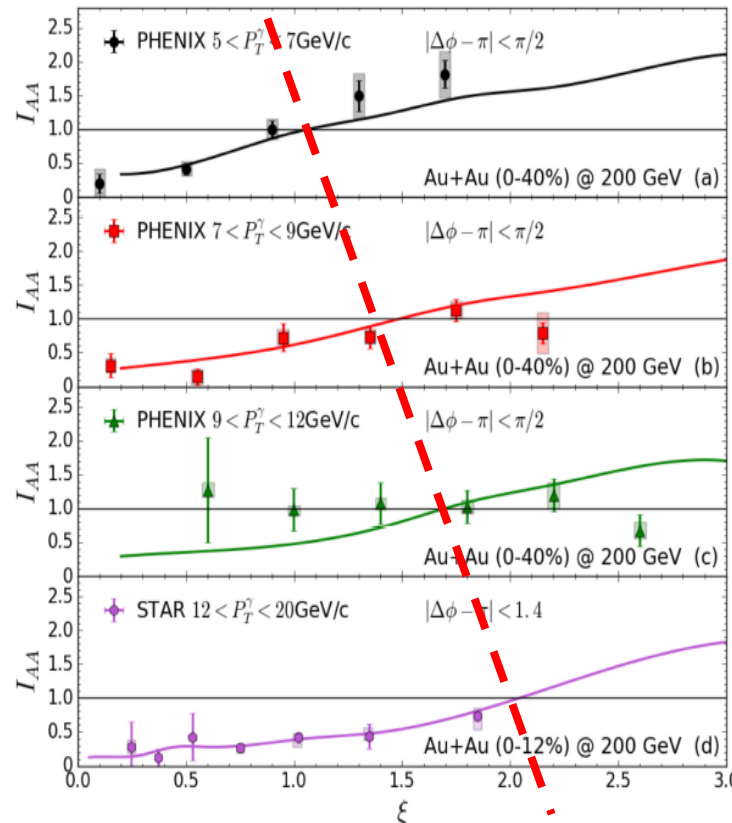 PHENIX 5 < P_T^γ < 7GeV/c |Δϕ − π| < π/2
2.5
2.0
1.5
1.0
0.5
0
I_AA
Au+Au (0-40%) @ 200 GeV (a)
PHENIX 7 < P_T^γ < 9GeV/c |Δϕ − π| < π/2
2.5
2.0
1.5
1.0
0.5
0
I_AA
Au+Au (0-40%) @ 200 GeV (b)
PHENIX 9 < P_T^γ < 12GeV/c |Δϕ − π| < π/2
2.5
2.0
1.5
1.0
0.5
0
I_AA
Au+Au (0-40%) @ 200 GeV (c)
STAR 12 < P_T^γ < 20GeV/c |Δϕ − π| < 1.4
2.5
2.0
1.5
1.0
0.5
0
I_AA
Au+Au (0-12%) @ 200 GeV (d)
0.0 0.5 1.0 1.5 2.0 2.5 3.0
ξ